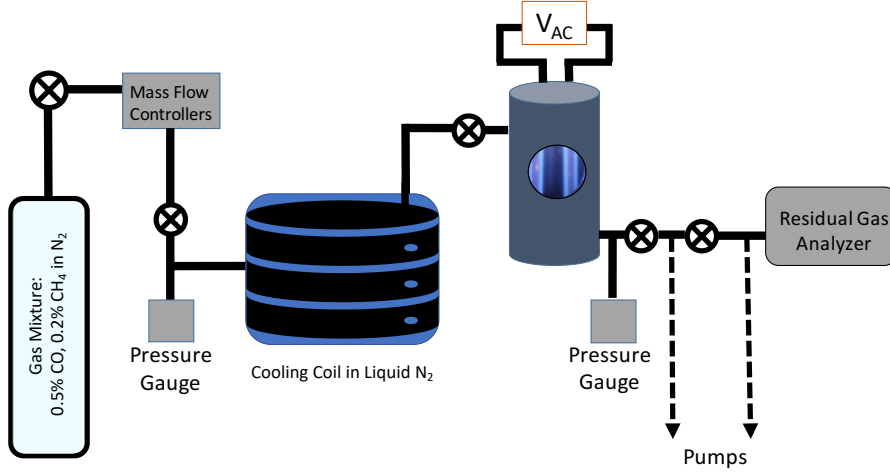 Gas Mixture:
0.5% CO, 0.2% CH4 in N2
Mass Flow
Controllers
Pressure
Gauge
Cooling Coil in Liquid N2
VAC
Pressure
Gauge
Residual Gas
Analyzer
Pumps